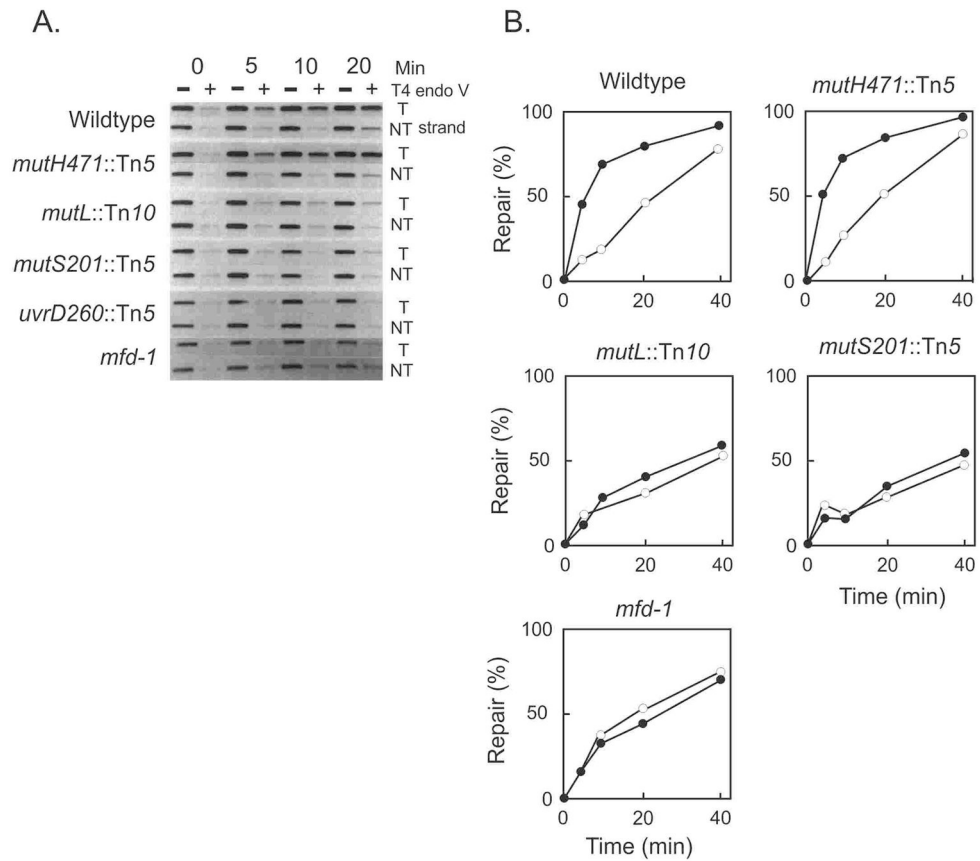 A.
0 5 10 20 Min
– + – + – + – + T4 endo V
Wildtype T
NT strand
mutH471::Tn5 T
NT
mutL::Tn10 T
NT
mutS201::Tn5 T
NT
uvrD260::Tn5 T
NT
mfd-1 T
NT
B.
Wildtype
Repair (%)
100
50
0
0 20 40
mutH471::Tn5
100
50
0
0 20 40
mutL::Tn10
Repair (%)
100
50
0
0 20 40
mutS201::Tn5
100
50
0
0 20 40
Time (min)
mfd-1
Repair (%)
100
50
0
0 20 40
Time (min)